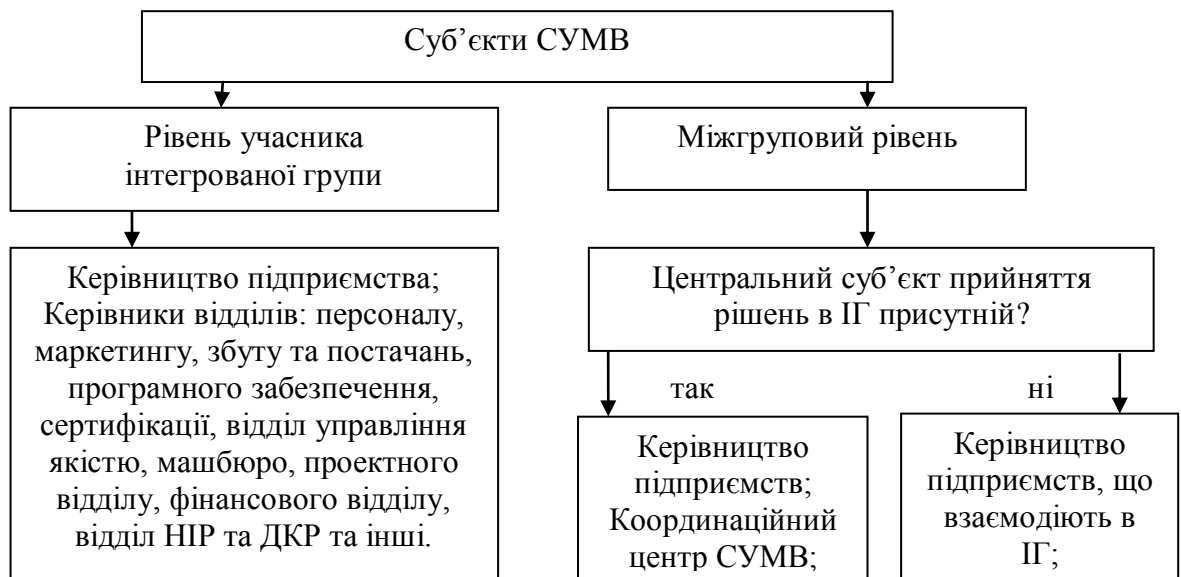 Суб’єкти СУМВ
Рівень учасника
інтегрованої групи
Міжгруповий рівень
Керівництво підприємства;
Керівники відділів: персоналу,
маркетингу, збуту та постачань,
програмного забезпечення,
сертифікації, відділ управління
якістю, машбюро, проектного
відділу, фінансового відділу,
відділ НІР та ДКР та інші.
Центральний суб’єкт прийняття
рішень в ІГ присутній?
так
ні
Керівництво
підприємств;
Координаційний
центр СУМВ;
Керівництво
підприємств, що
взаємодіють в
ІГ;